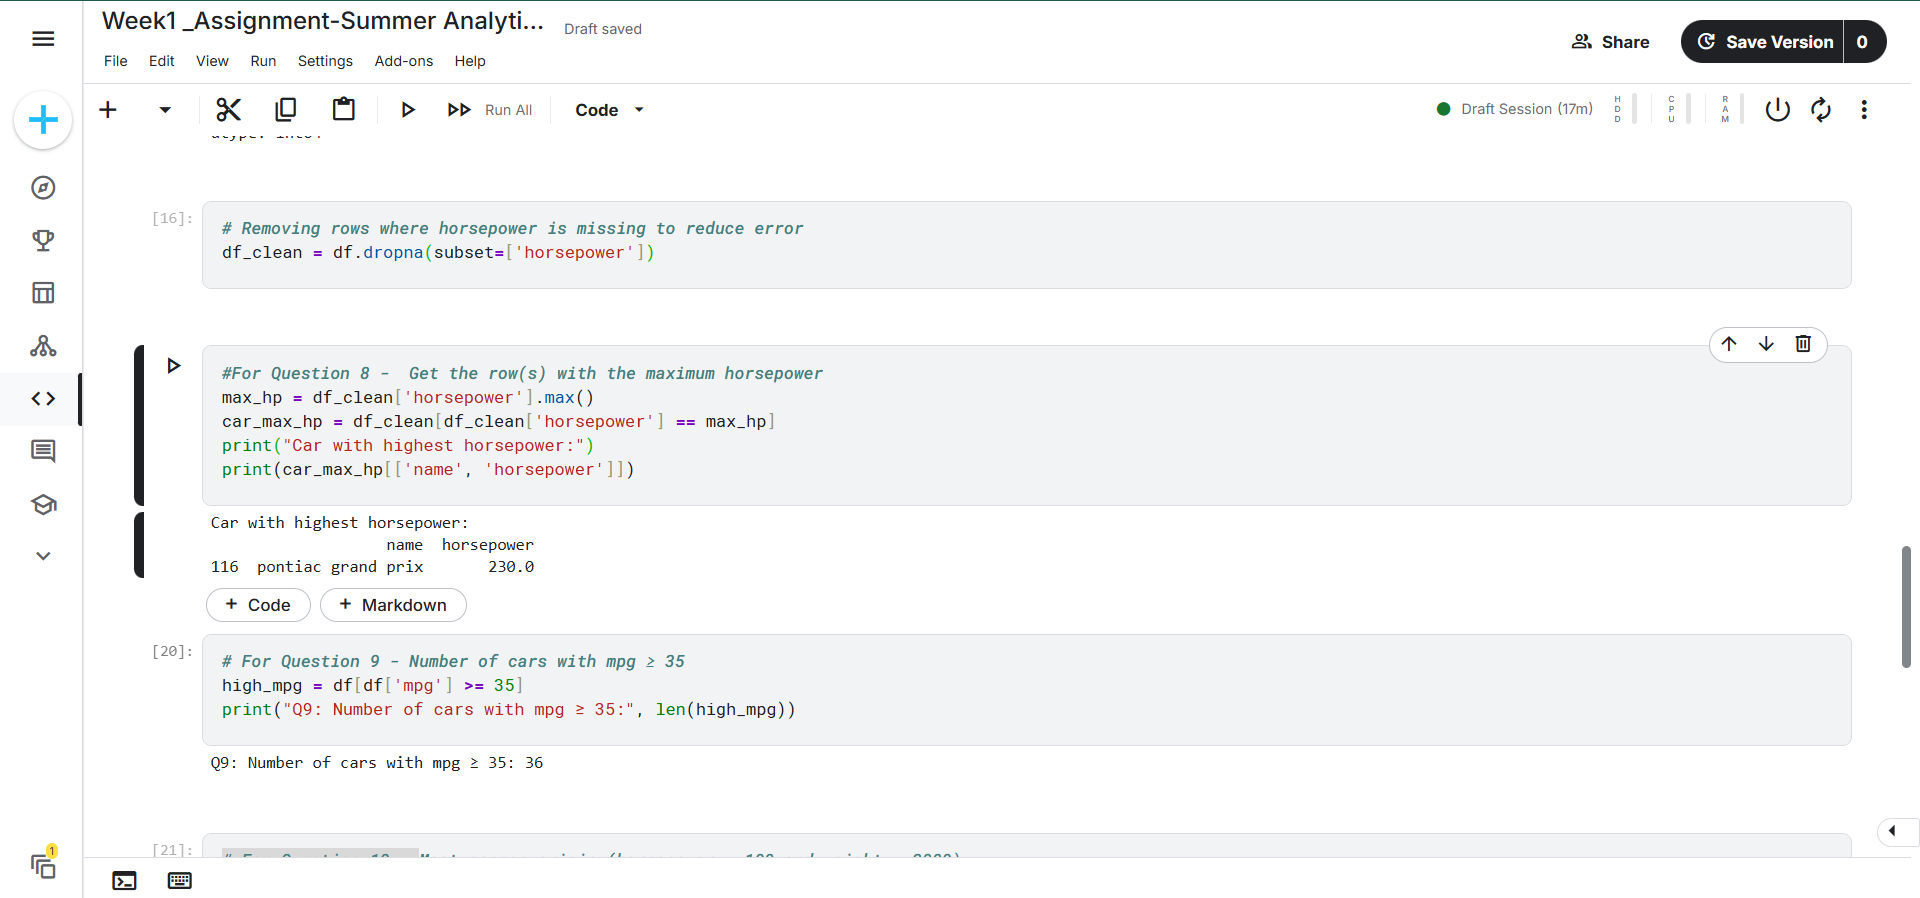 Week1 _Assignment-Summer Analyti...
Draft saved
File Edit View Run Settings Add-ons Help
Share
Save Version 0
Run All
Code
Draft Session (17m)
HDD
CPU
RAM
[16]:
# Removing rows where horsepower is missing to reduce error
df_clean = df.dropna(subset=['horsepower'])
#For Question 8 -  Get the row(s) with the maximum horsepower
max_hp = df_clean['horsepower'].max()
car_max_hp = df_clean[df_clean['horsepower'] == max_hp]
print("Car with highest horsepower:")
print(car_max_hp[['name', 'horsepower']])
Car with highest horsepower:
name  horsepower
116  pontiac grand prix       230.0
+ Code
+ Markdown
[20]:
# For Question 9 - Number of cars with mpg ≥ 35
high_mpg = df[df['mpg'] >= 35]
print("Q9: Number of cars with mpg ≥ 35:", len(high_mpg))
Q9: Number of cars with mpg ≥ 35: 36
[21]:
1